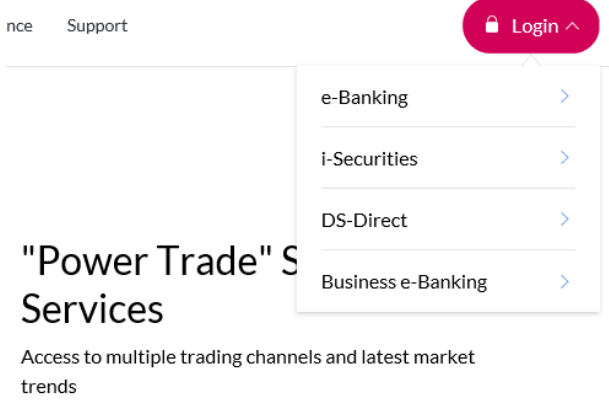 nce Support
Login
e-Banking
i-Securities
DS-Direct
Business e-Banking
"Power Trade" S
Services
Access to multiple trading channels and latest market
trends